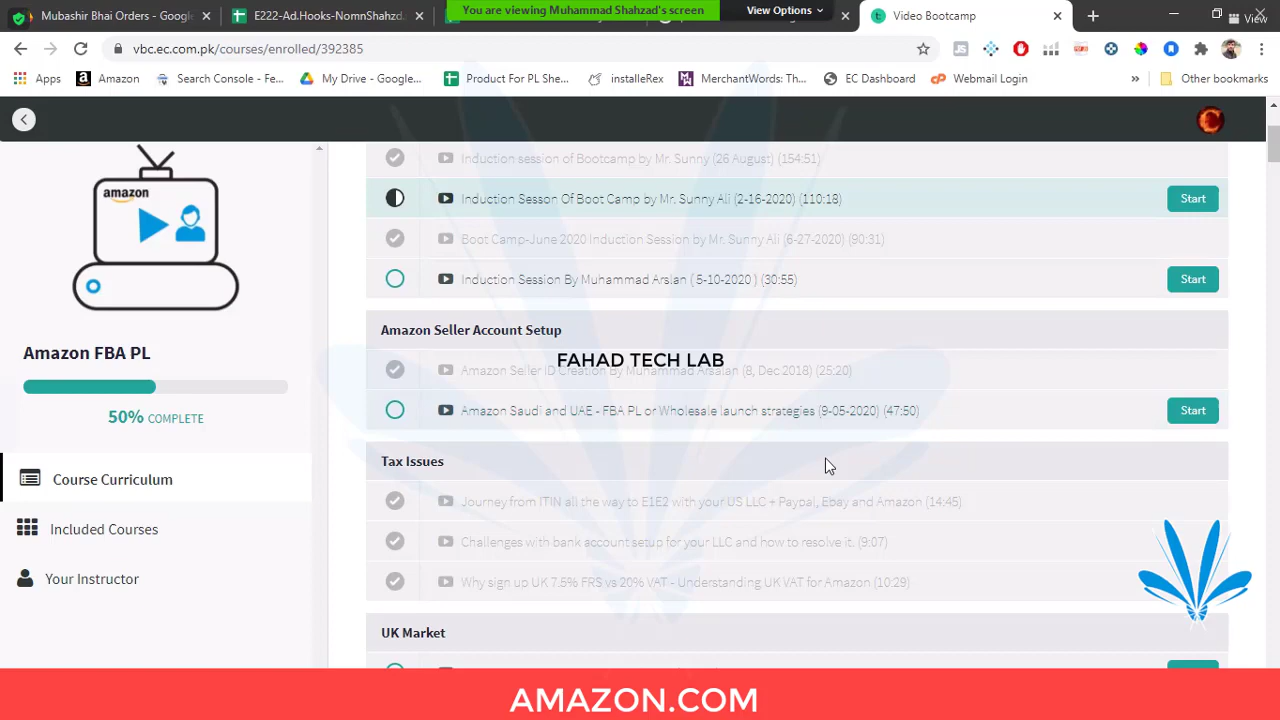 Mubashir Bhai Orders - Google
E222-Ad.Hooks-NomnShahzd.
You are viewing Muhammad Shahzad's screen
View Options
Video Bootcamp
View
vbc.ec.com.pk/courses/enrolled/392385
Apps
Amazon
Search Console - Fe...
My Drive - Google...
Product For PL She...
installeRex
MerchantWords: Th...
EC Dashboard
Webmail Login
Other bookmarks
amazon
Amazon FBA PL
50% COMPLETE
Course Curriculum
Included Courses
Your Instructor
Induction session of Bootcamp by Mr. Sunny (26 August) (154:51)
Induction Sesson Of Boot Camp by Mr. Sunny Ali (2-16-2020) (110:18)
Start
Boot Camp-June 2020 Induction Session by Mr. Sunny Ali (6-27-2020) (90:31)
Induction Session By Muhammad Arslan ( 5-10-2020 ) (30:55)
Start
Amazon Seller Account Setup
FAHAD TECH LAB
Amazon Seller ID Creation By Muhammad Arsalan (8, Dec 2018) (25:20)
Amazon Saudi and UAE - FBA PL or Wholesale launch strategies (9-05-2020) (47:50)
Start
Tax Issues
Journey from ITIN all the way to E1E2 with your US LLC + Paypal, Ebay and Amazon (14:45)
Challenges with bank account setup for your LLC and how to resolve it. (9:07)
Why sign up UK 7.5% FRS vs 20% VAT - Understanding UK VAT for Amazon (10:29)
UK Market
AMAZON.COM